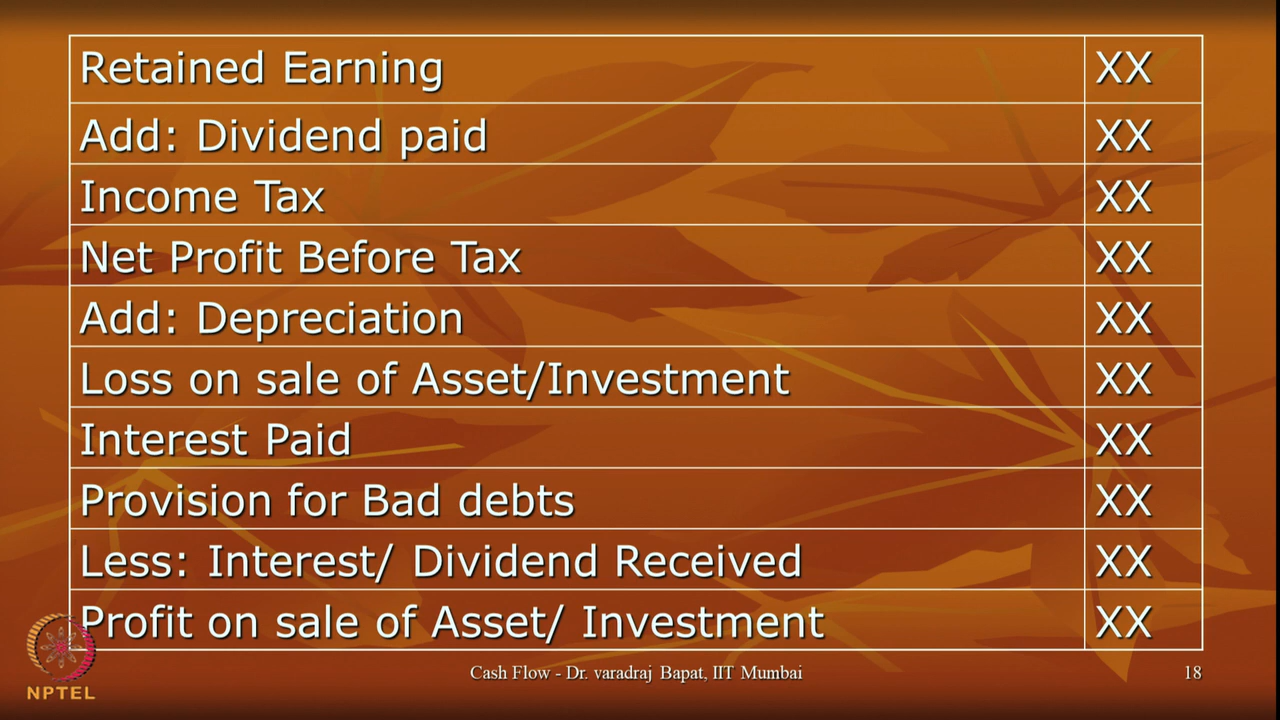 Retained Earning XX
Add: Dividend paid XX
Income Tax XX
Net Profit Before Tax XX
Add: Depreciation XX
Loss on sale of Asset/Investment XX
Interest Paid XX
Provision for Bad debts XX
Less: Interest/ Dividend Received XX
Profit on sale of Asset/ Investment XX
Cash Flow - Dr. varadraj Bapat, IIT Mumbai 18
NPTEL